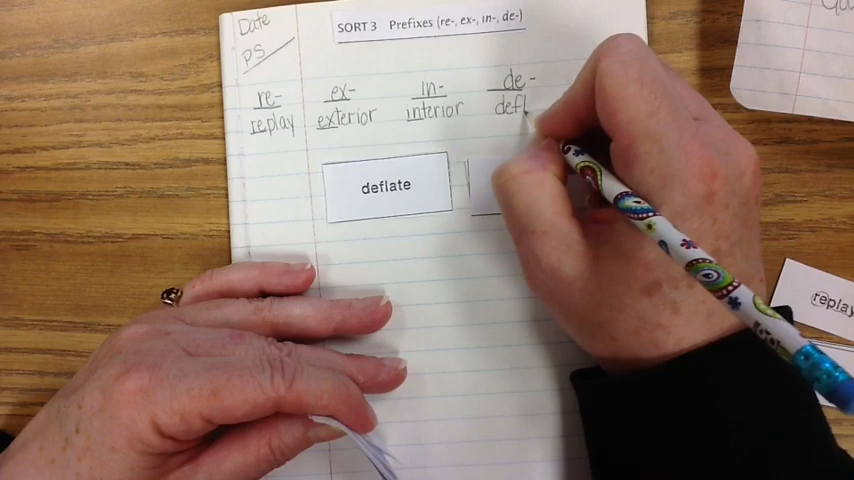 Date
PS
SORT 3 Prefixes (re-, ex-, in-, de-)
re- ex- in- de-
replay exterior interior defl
deflate
replay